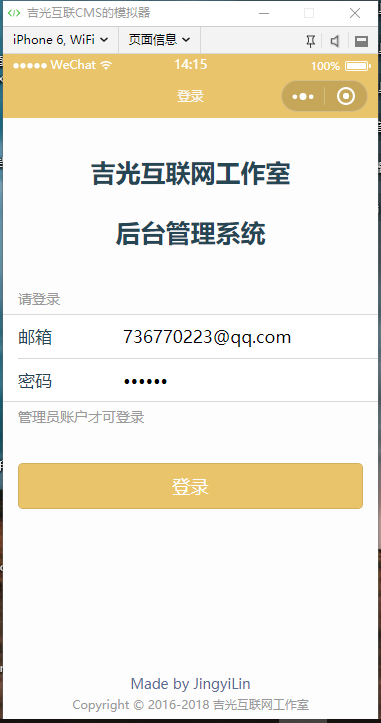 吉光互联CMS的模拟器
iPhone 6, WiFi 页面信息
WeChat 14:15 100%
登录
吉光互联网工作室
后台管理系统
请登录
邮箱 736770223@qq.com
密码 ••••••
管理员账户才可登录
登录
Made by JingyiLin
Copyright © 2016-2018 吉光互联网工作室